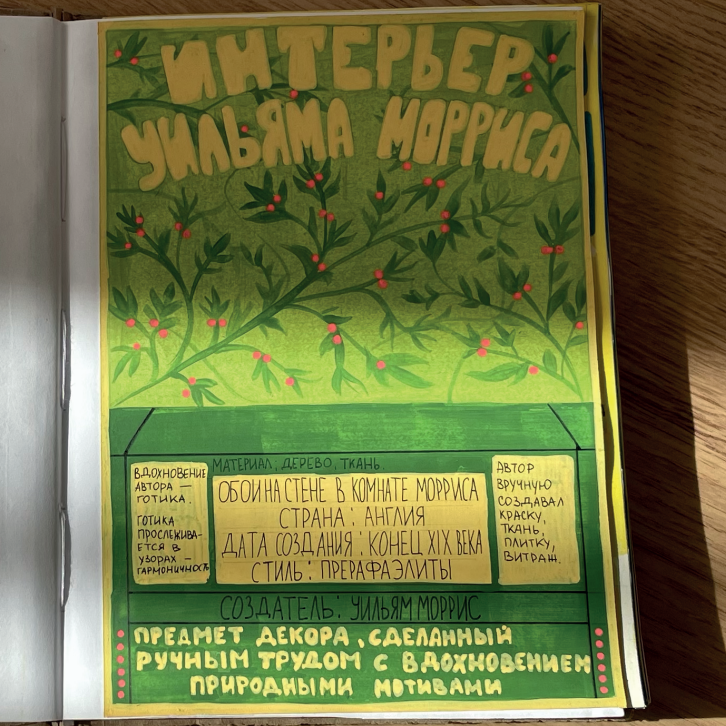 ИНТЕРЬЕР
УИЛЬЯМА МОРРИСА
ВДОХНОВЕНИЕ
АВТОРА —
ГОТИКА.
ГОТИКА
ПРОСЛЕЖИВА-
ЕТСЯ В
УЗОРАХ —
ГАРМОНИЧНОСТЬ
МАТЕРИАЛ, ДЕРЕВО, ТКАНЬ.
ОБОИ НА СТЕНЕ В КОМНАТЕ МОРРИСА
СТРАНА: АНГЛИЯ
ДАТА СОЗДАНИЯ: КОНЕЦ XIX ВЕКА
СТИЛЬ: ПРЕРАФАЭЛИТЫ
АВТОР
ВРУЧНУЮ
СОЗДАВАЛ
КРАСКУ,
ТКАНЬ,
ПЛИТКУ,
ВИТРАЖ.
СОЗДАТЕЛЬ: УИЛЬЯМ МОРРИС
ПРЕДМЕТ ДЕКОРА, СДЕЛАННЫЙ
РУЧНЫМ ТРУДОМ С ВДОХНОВЕНИЕМ
ПРИРОДНЫМИ МОТИВАМИ